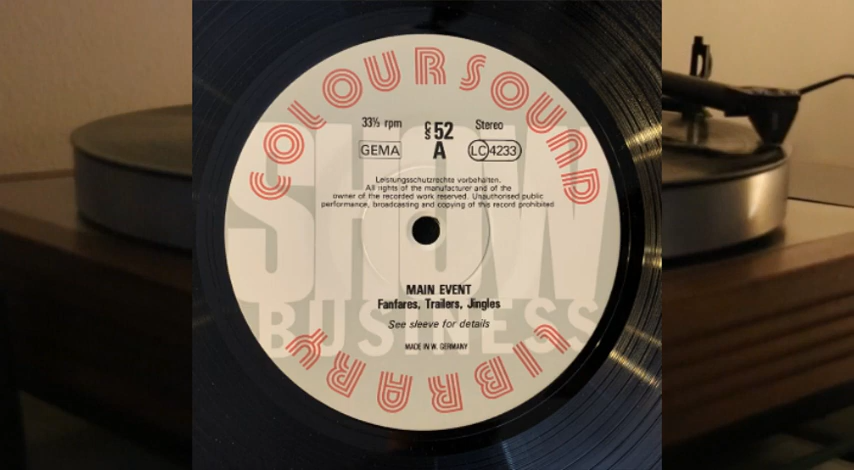 COLOURSOUND
33⅓ rpm
CS 52
Stereo
GEMA
A
LC 4233
Leistungsschutzrechte vorbehalten.
All rights of the manufacturer and of the
owner of the recorded work reserved. Unauthorised public
performance, broadcasting and copying of this record prohibited
SHOW
MAIN EVENT
Fanfares, Trailers, Jingles
BUSINESS
See sleeve for details
MADE IN W. GERMANY
LIBRARY